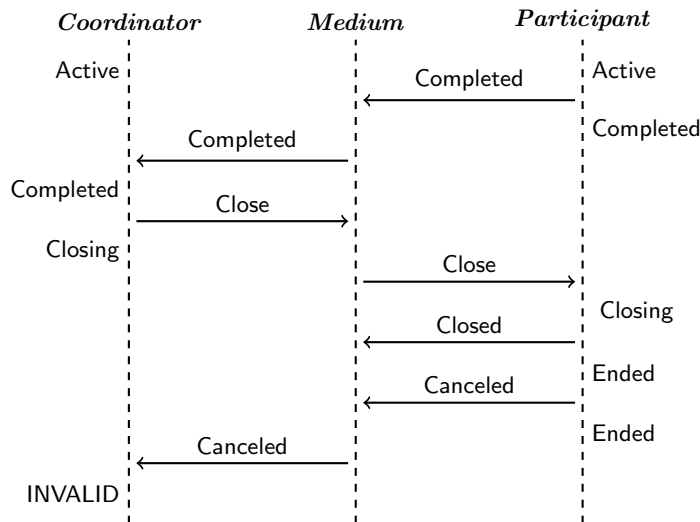 Coordinator Medium Participant
Active Active
Completed
Completed
Completed
Completed
Close
Closing
Close
Closing
Closed
Ended
Canceled
Ended
Canceled
INVALID